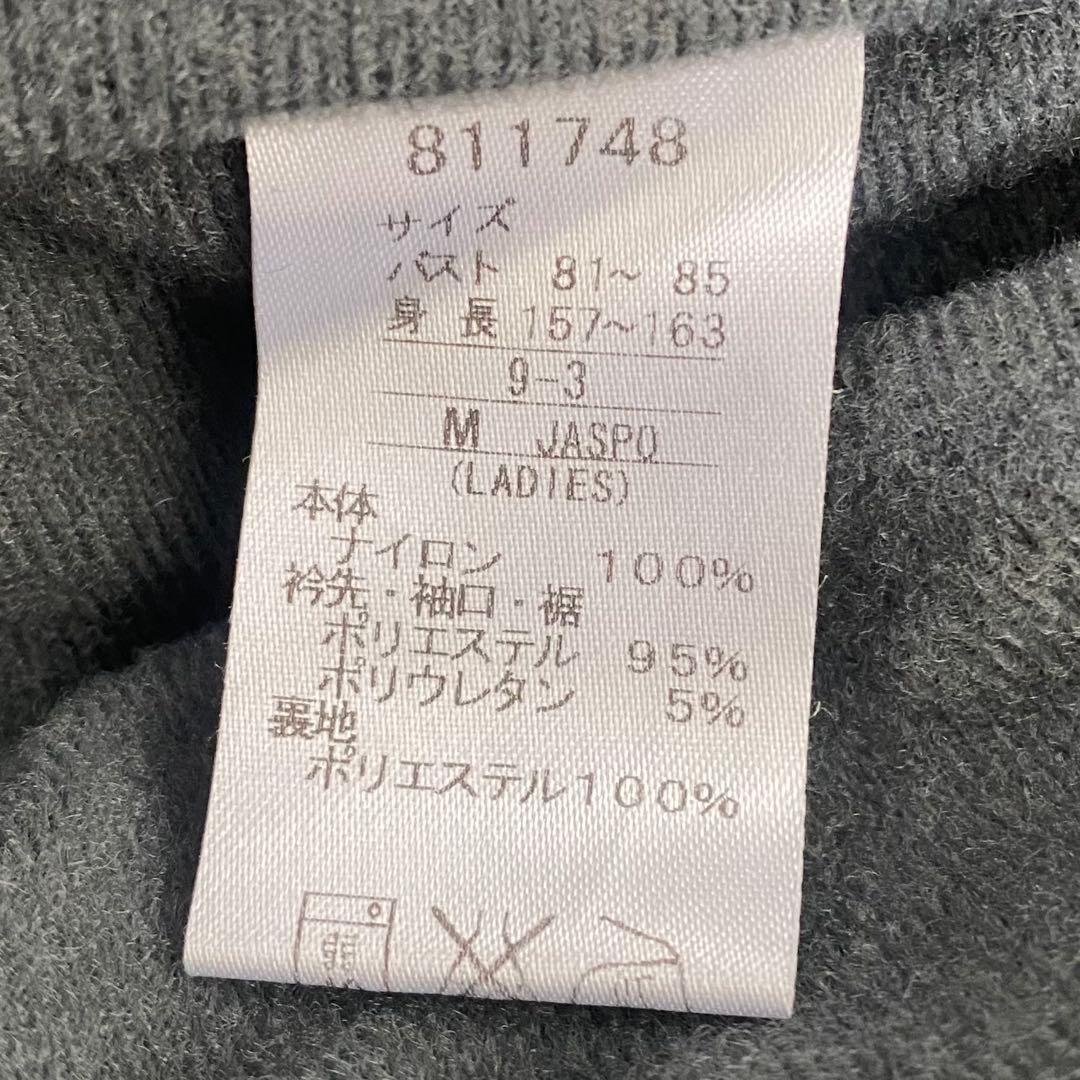 811748
サイズ
バスト 81～ 85
身 長 157～163
9-3
M JASPO
(LADIES)
本体
ナイロン 100%
衿先・袖口・裾
ポリエステル 95%
ポリウレタン 5%
裏地
ポリエステル100%
弱